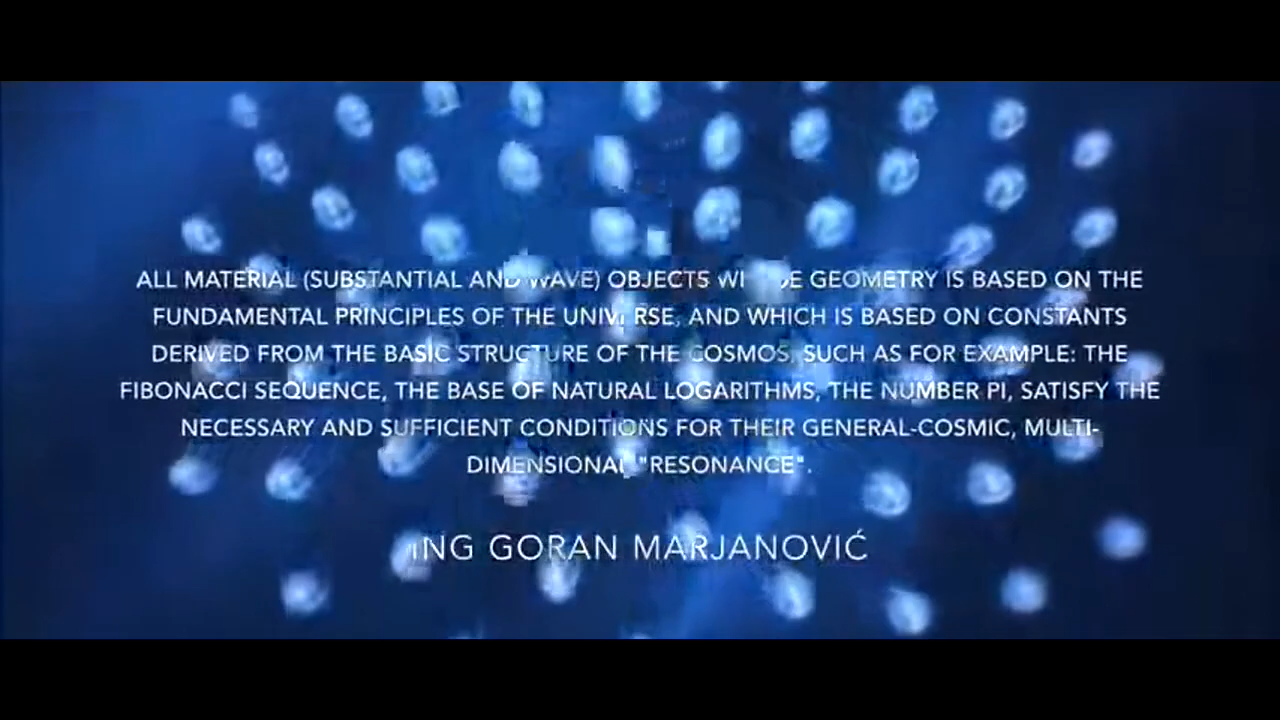 ALL MATERIAL (SUBSTANTIAL AND WAVE) OBJECTS GEOMETRY IS BASED ON THE
FUNDAMENTAL PRINCIPLES OF THE UNIVERSE, AND WHICH IS BASED ON CONSTANTS
DERIVED FROM THE BASIC STRUCTURE OF THE COSMOS, SUCH AS FOR EXAMPLE: THE
FIBONACCI SEQUENCE, THE BASE OF NATURAL LOGARITHMS, THE NUMBER PI, SATISFY THE
NECESSARY AND SUFFICIENT CONDITIONS FOR THEIR GENERAL-COSMIC, MULTI-
DIMENSIONAL "RESONANCE".
ING GORAN MARJANOVIĆ